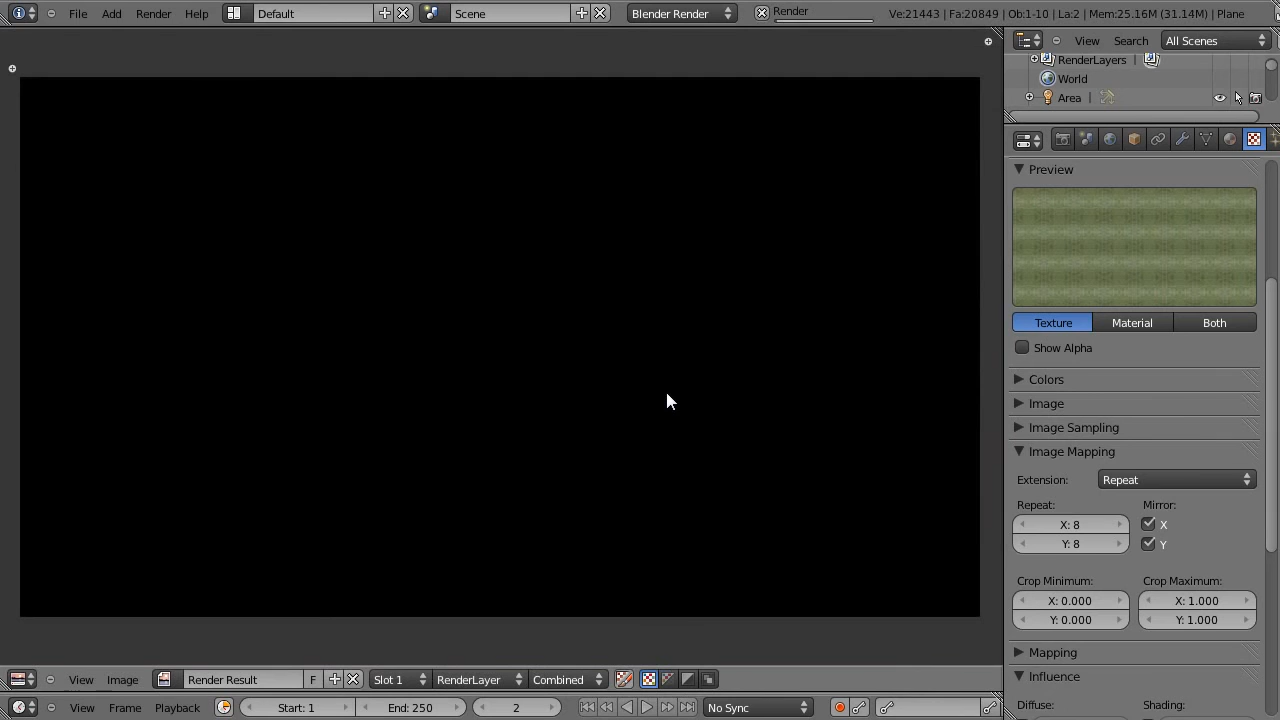 File Add Render Help Default Scene Blender Render Render Ve:21443 | Fa:20849 | Ob:1-10 | La:2 | Mem:25.16M (31.14M) | Plane
View Search All Scenes
RenderLayers |
World
Area |
Preview
Texture Material Both
Show Alpha
Colors
Image
Image Sampling
Image Mapping
Extension: Repeat
Repeat: Mirror:
X: 8 X
Y: 8 Y
Crop Minimum: Crop Maximum:
X: 0.000 X: 1.000
Y: 0.000 Y: 1.000
Mapping
Influence
Diffuse: Shading:
View Image Render Result F Slot 1 RenderLayer Combined
View Frame Playback Start: 1 End: 250 2 No Sync